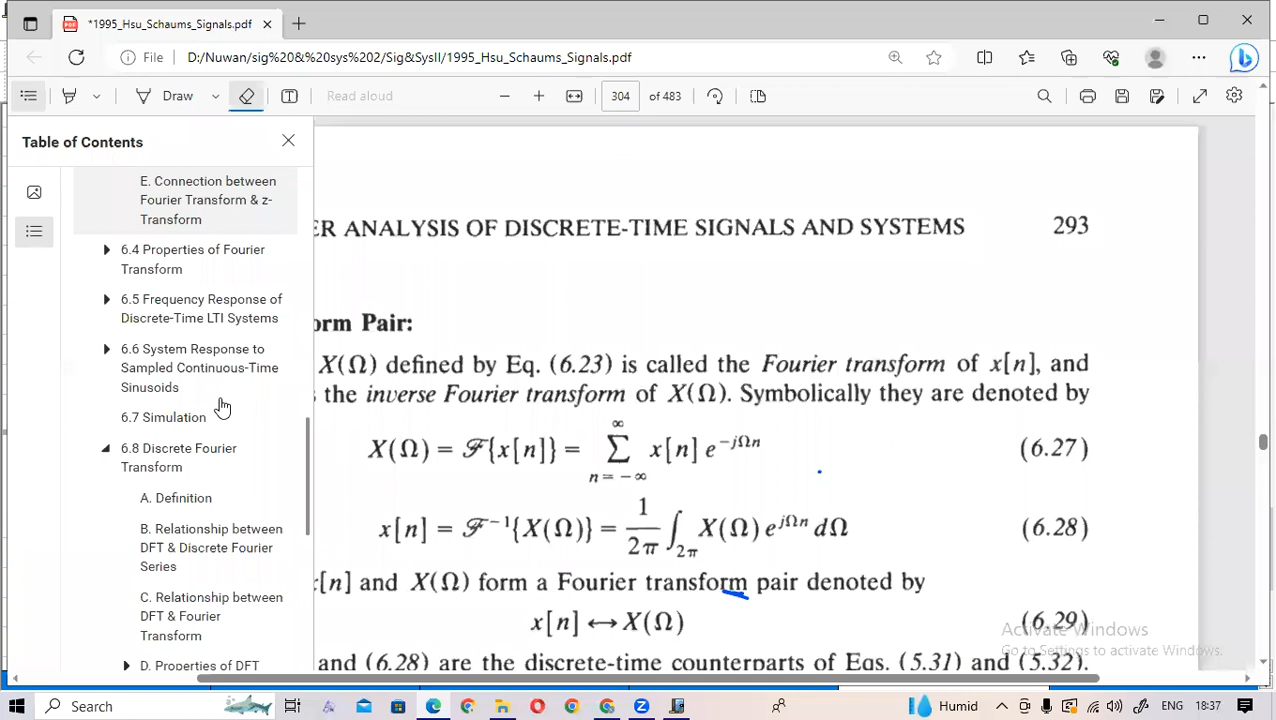 *1995_Hsu_Schaums_Signals.pdf
File
D:/Nuwan/sig%20&%20sys%202/Sig&SysII/1995_Hsu_Schaums_Signals.pdf
Draw
Read aloud
304 of 483
Table of Contents
E. Connection between
Fourier Transform & z-
Transform
6.4 Properties of Fourier
Transform
6.5 Frequency Response of
Discrete-Time LTI Systems
6.6 System Response to
Sampled Continuous-Time
Sinusoids
6.7 Simulation
6.8 Discrete Fourier
Transform
A. Definition
B. Relationship between
DFT & Discrete Fourier
Series
C. Relationship between
DFT & Fourier
Transform
D. Properties of DFT
ER ANALYSIS OF DISCRETE-TIME SIGNALS AND SYSTEMS 293
orm Pair:
X(Ω) defined by Eq. (6.23) is called the Fourier transform of x[n], and
the inverse Fourier transform of X(Ω). Symbolically they are denoted by
X(Ω) = ℱ{x[n]} = ∑_{n=-∞}^{∞} x[n] e^{-jΩn} (6.27)
x[n] = ℱ^{-1}{X(Ω)} = 1/2π ∫_{2π} X(Ω) e^{jΩn} dΩ (6.28)
x[n] and X(Ω) form a Fourier transform pair denoted by
x[n] ↔ X(Ω) (6.29)
and (6.28) are the discrete-time counterparts of Eqs. (5.31) and (5.32).
Activate Windows
Go to Settings to activate Windows.
Search
Humid
ENG
18:37